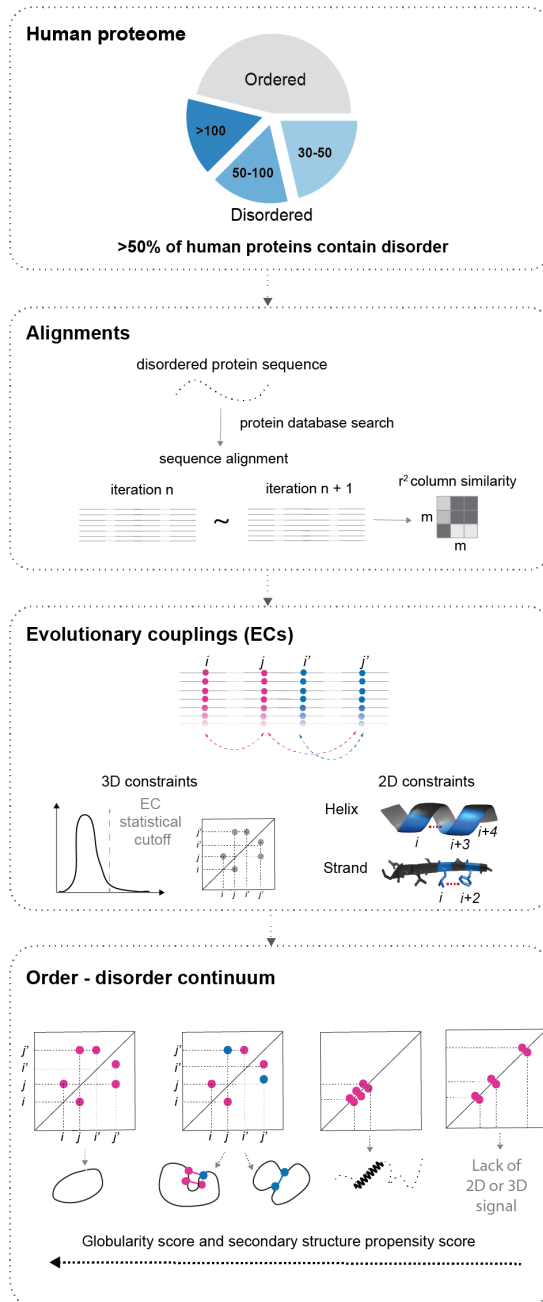 Human proteome
Ordered
>100
30-50
50-100
Disordered
>50% of human proteins contain disorder
Alignments
disordered protein sequence
protein database search
sequence alignment
iteration n
iteration n + 1
r² column similarity
~
m
m
Evolutionary couplings (ECs)
i j i’ j’
3D constraints
2D constraints
EC
statistical
cutoff
j'
i'
j
i
i j i' j'
Helix
i i+3 i+4
Strand
i i+2
Order - disorder continuum
j’
i’
j
i
i j i’ j’
j’
i’
j
i
i j i’ j’
Lack of
2D or 3D
signal
Globularity score and secondary structure propensity score